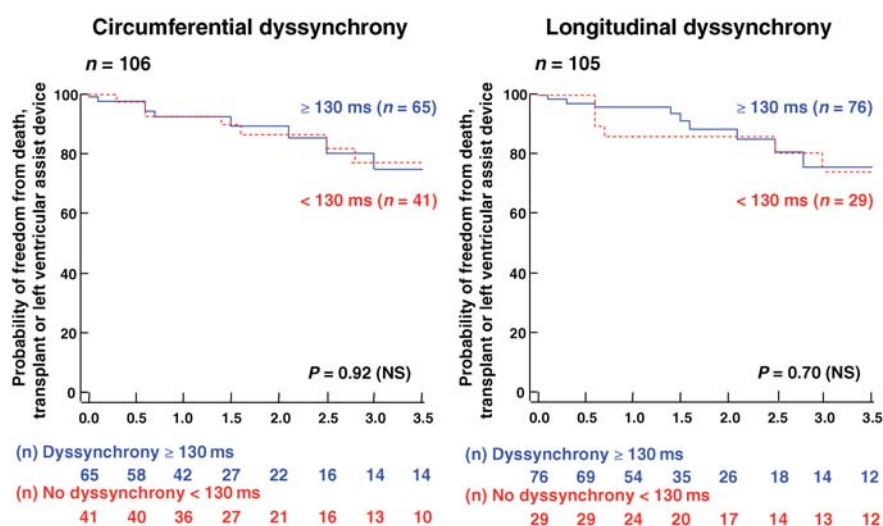 Circumferential dyssynchrony
n = 106
Probability of freedom from death,
transplant or left ventricular assist device
100
80
60
40
20
0
≥ 130 ms (n = 65)
< 130 ms (n = 41)
P = 0.92 (NS)
0.0 0.5 1.0 1.5 2.0 2.5 3.0 3.5
(n) Dyssynchrony ≥ 130 ms
65 58 42 27 22 16 14 14
(n) No dyssynchrony < 130 ms
41 40 36 27 21 16 13 10
Longitudinal dyssynchrony
n = 105
Probability of freedom from death,
transplant or left ventricular assist device
100
80
60
40
20
0
≥ 130 ms (n = 76)
< 130 ms (n = 29)
P = 0.70 (NS)
0.0 0.5 1.0 1.5 2.0 2.5 3.0 3.5
(n) Dyssynchrony ≥ 130 ms
76 69 54 35 26 18 14 12
(n) No dyssynchrony < 130 ms
29 29 24 20 17 14 13 12